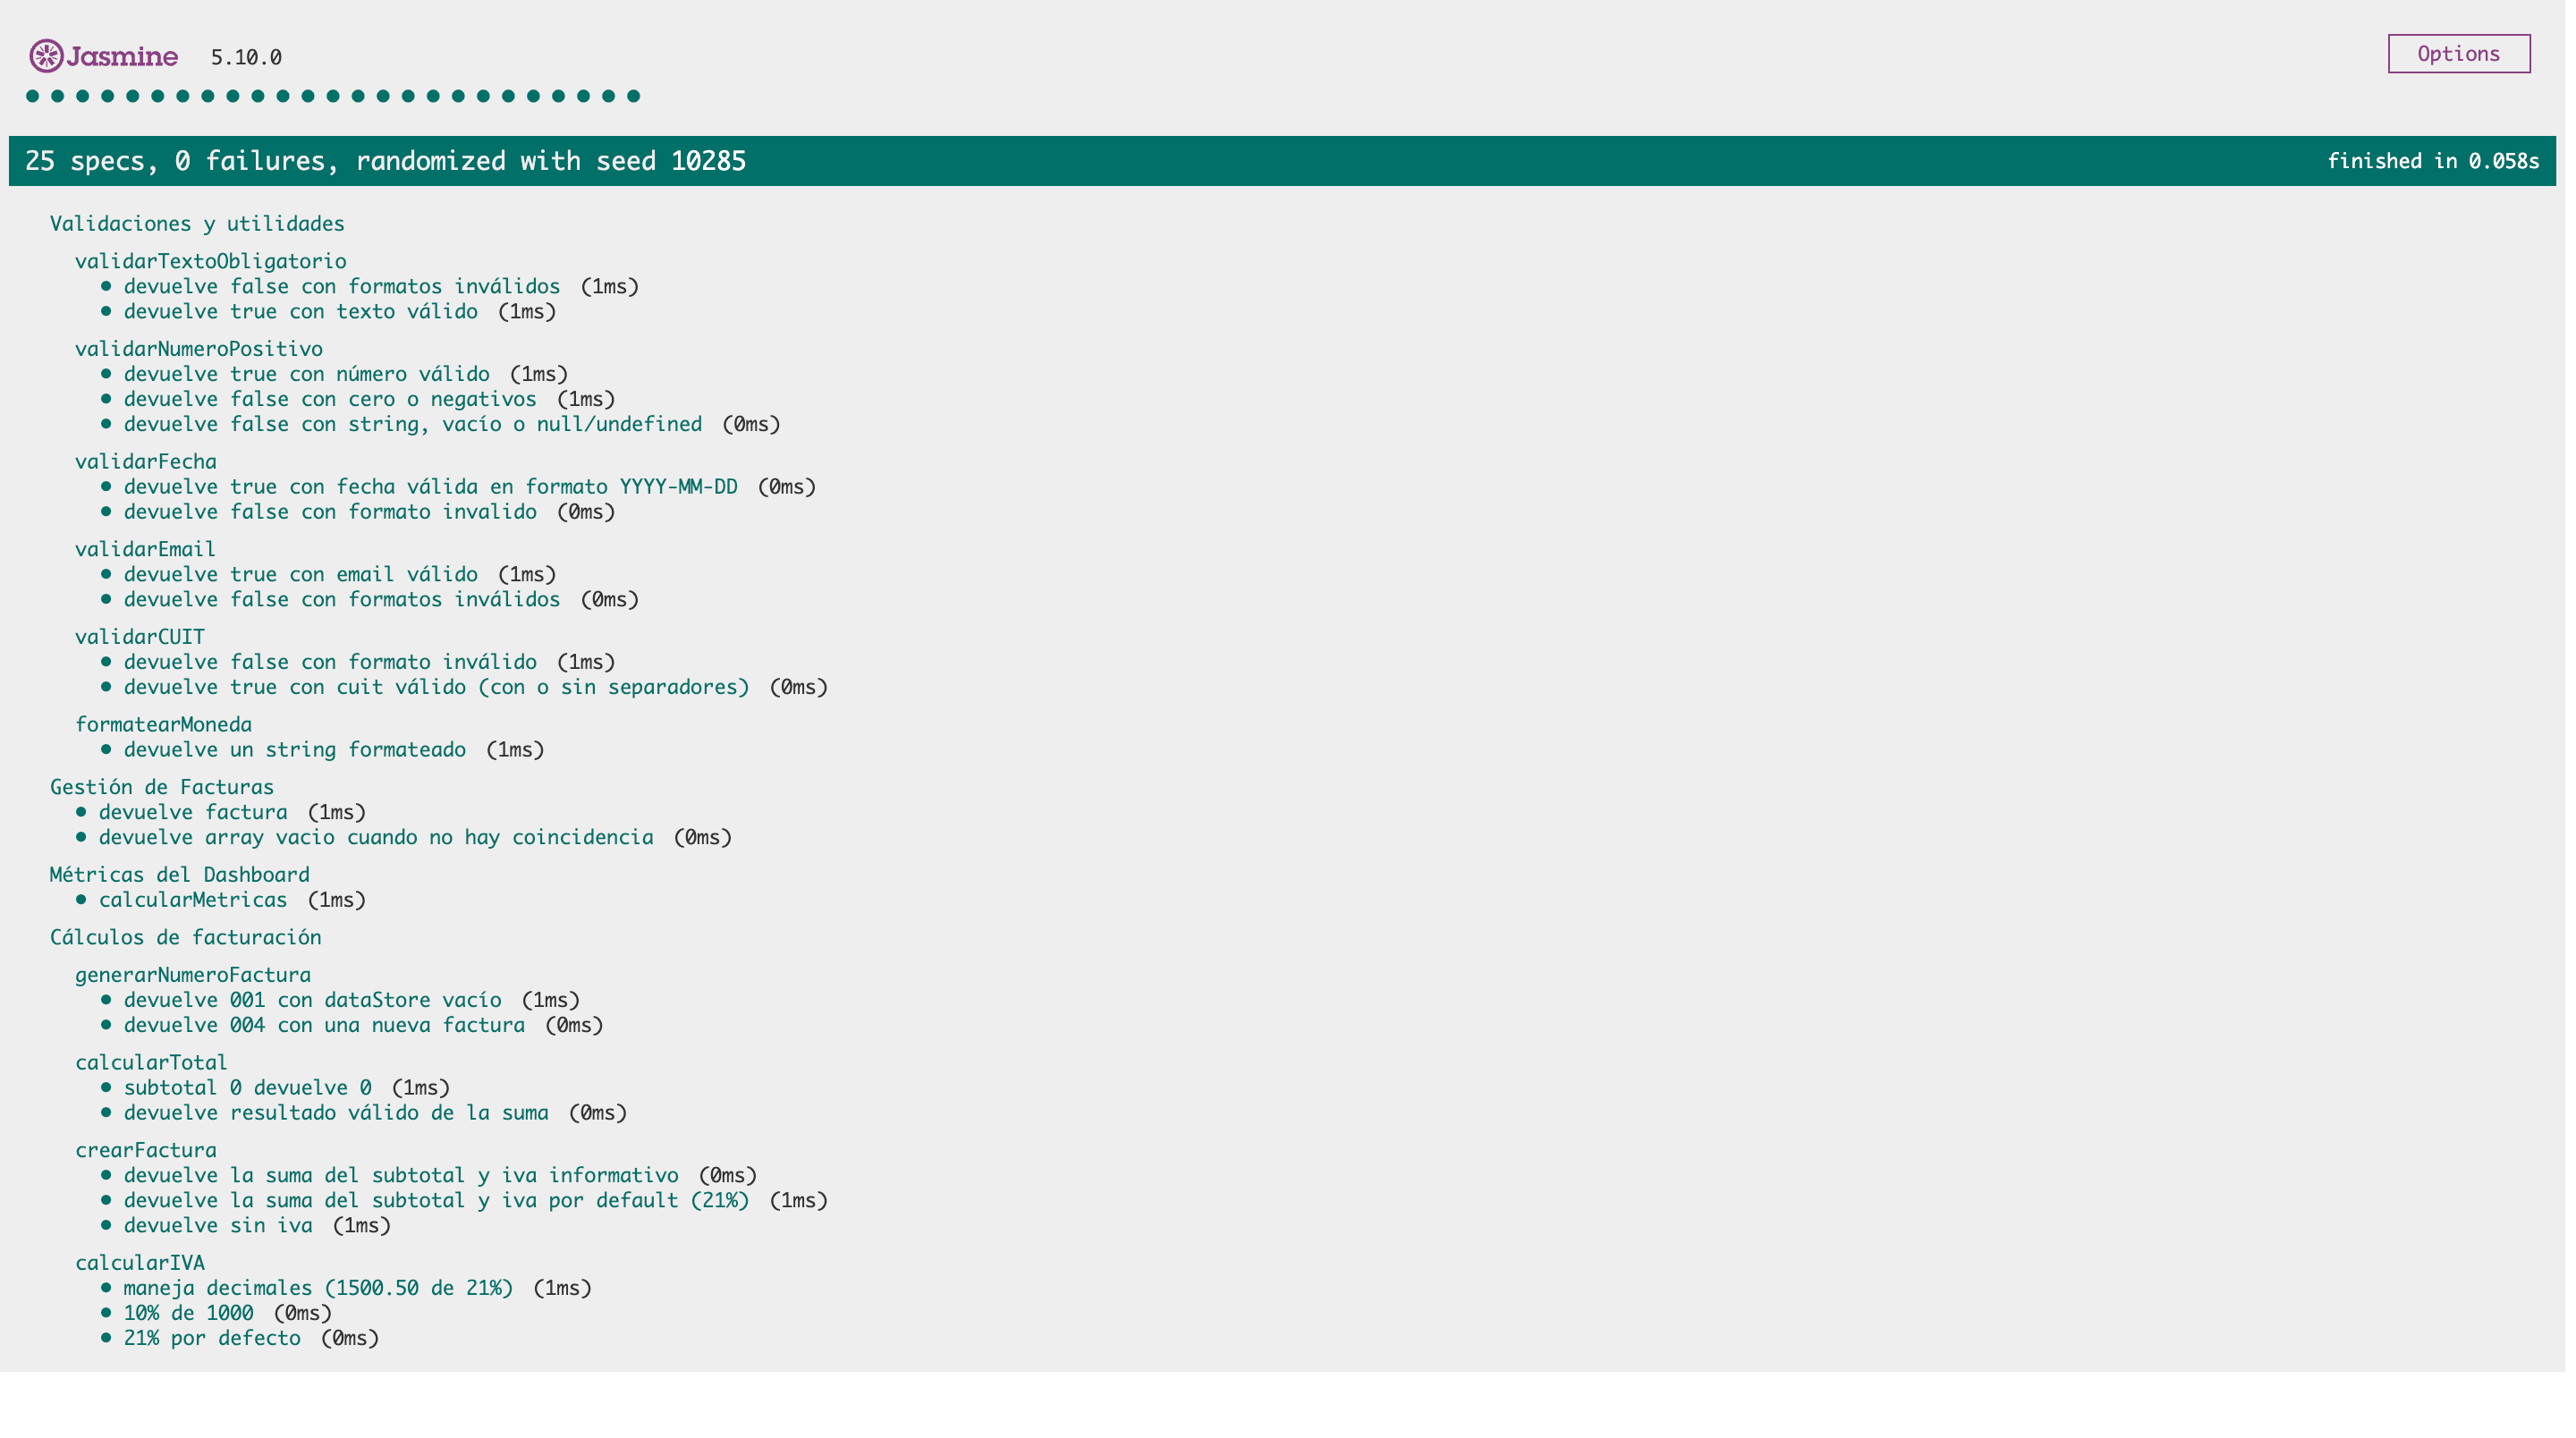 Jasmine 5.10.0 Options
25 specs, 0 failures, randomized with seed 10285 finished in 0.058s
Validaciones y utilidades
validarTextoObligatorio
• devuelve false con formatos inválidos (1ms)
• devuelve true con texto válido (1ms)
validarNumeroPositivo
• devuelve true con número válido (1ms)
• devuelve false con cero o negativos (1ms)
• devuelve false con string, vacío o null/undefined (0ms)
validarFecha
• devuelve true con fecha válida en formato YYYY-MM-DD (0ms)
• devuelve false con formato invalido (0ms)
validarEmail
• devuelve true con email válido (1ms)
• devuelve false con formatos inválidos (0ms)
validarCUIT
• devuelve false con formato inválido (1ms)
• devuelve true con cuit válido (con o sin separadores) (0ms)
formatearMoneda
• devuelve un string formateado (1ms)
Gestión de Facturas
• devuelve factura (1ms)
• devuelve array vacio cuando no hay coincidencia (0ms)
Métricas del Dashboard
• calcularMetricas (1ms)
Cálculos de facturación
generarNumeroFactura
• devuelve 001 con dataStore vacío (1ms)
• devuelve 004 con una nueva factura (0ms)
calcularTotal
• subtotal 0 devuelve 0 (1ms)
• devuelve resultado válido de la suma (0ms)
crearFactura
• devuelve la suma del subtotal y iva informativo (0ms)
• devuelve la suma del subtotal y iva por default (21%) (1ms)
• devuelve sin iva (1ms)
calcularIVA
• maneja decimales (1500.50 de 21%) (1ms)
• 10% de 1000 (0ms)
• 21% por defecto (0ms)